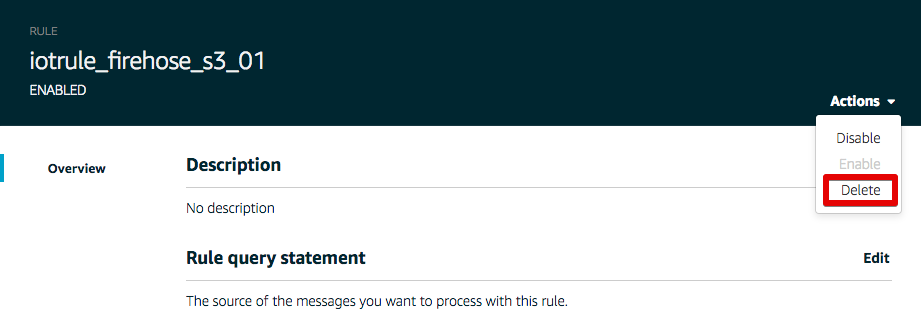 RULE
iotrule_firehose_s3_01
ENABLED
Actions
Disable
Enable
Delete
Overview
Description
No description
Rule query statement
Edit
The source of the messages you want to process with this rule.